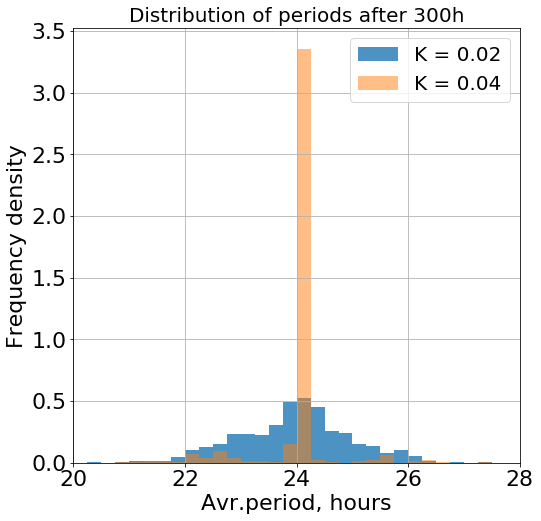 Distribution of periods after 300h
3.5
3.0
2.5
2.0
1.5
1.0
0.5
0.0
Frequency density
K = 0.02
K = 0.04
20 22 24 26 28
Avr.period, hours